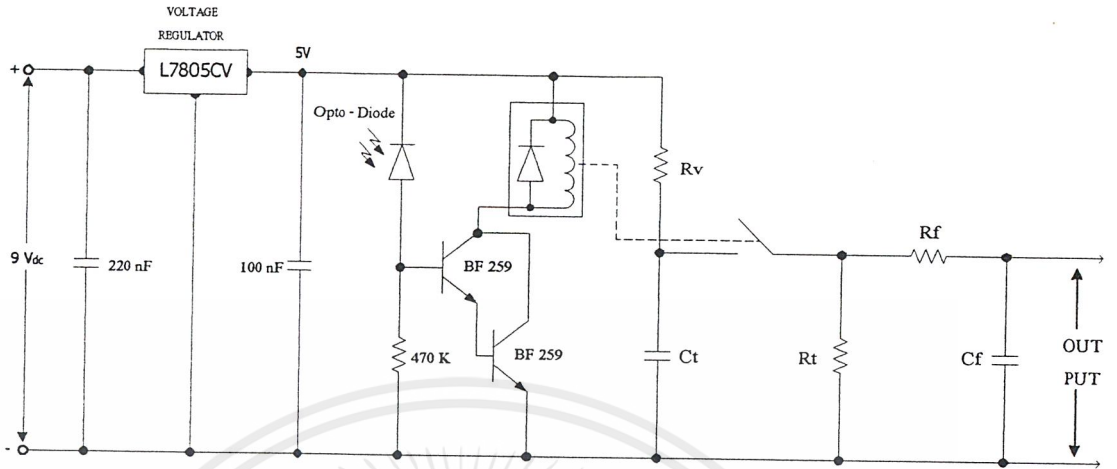 VOLTAGE
REGULATOR
L7805CV
5V
+
Opto - Diode
Rv
Rf
9 Vdc
220 nF
100 nF
BF 259
470 K
BF 259
Ct
Rt
Cf
OUT
PUT
-